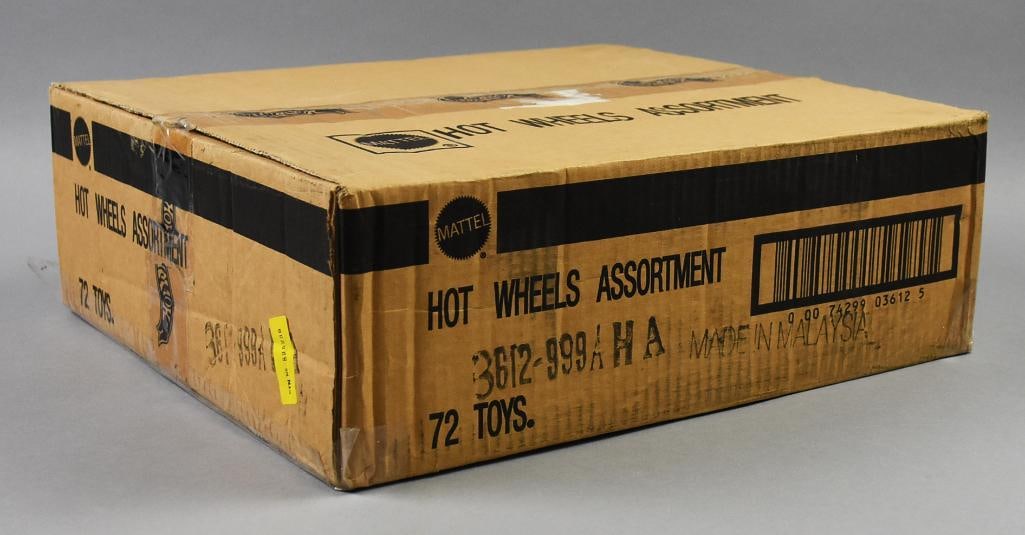 MATTEL HOT WHEELS ASSORTMENT
MATTEL
HOT WHEELS ASSORTMENT
72 TOYS.
MATTEL
HOT WHEELS ASSORTMENT
3612-999A HA MADE IN MALAYSIA
72 TOYS.
0 00 74299 03612 5